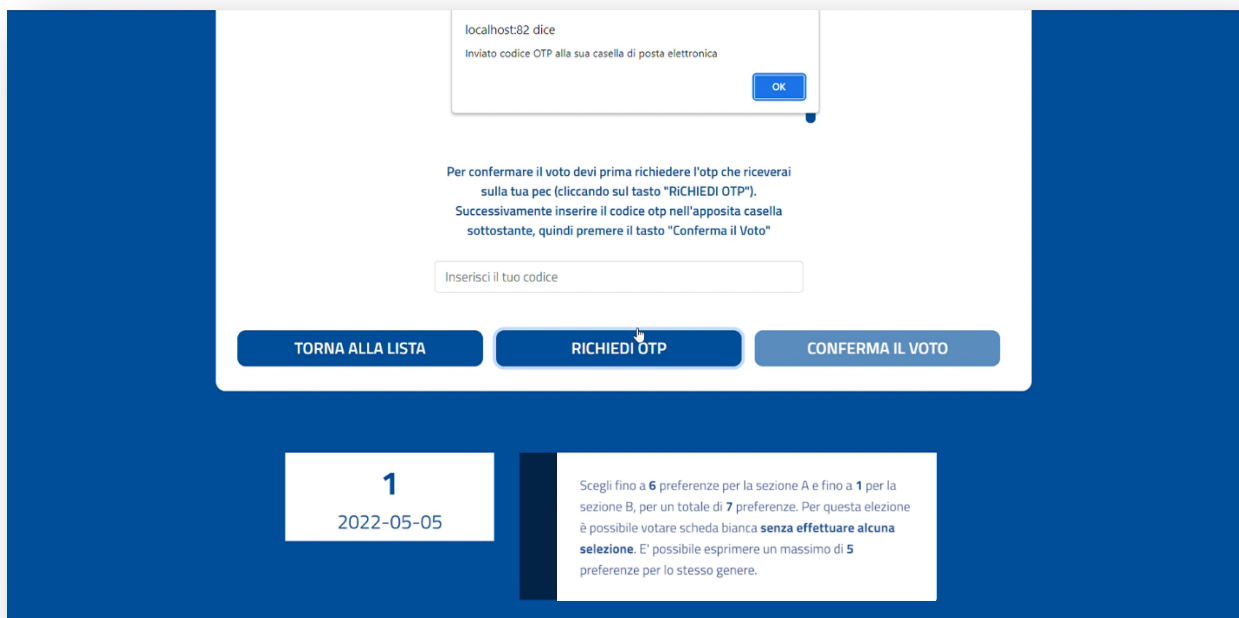 localhost:82 dice
Inviato codice OTP alla sua casella di posta elettronica
OK
Per confermare il voto devi prima richiedere l'otp che riceverai
sulla tua pec (cliccando sul tasto "RiCHIEDI OTP").
Successivamente inserire il codice otp nell'apposita casella
sottostante, quindi premere il tasto "Conferma il Voto"
Inserisci il tuo codice
TORNA ALLA LISTA
RICHIEDI OTP
CONFERMA IL VOTO
1
2022-05-05
Scegli fino a 6 preferenze per la sezione A e fino a 1 per la
sezione B, per un totale di 7 preferenze. Per questa elezione
è possibile votare scheda bianca senza effettuare alcuna
selezione. E' possibile esprimere un massimo di 5
preferenze per lo stesso genere.